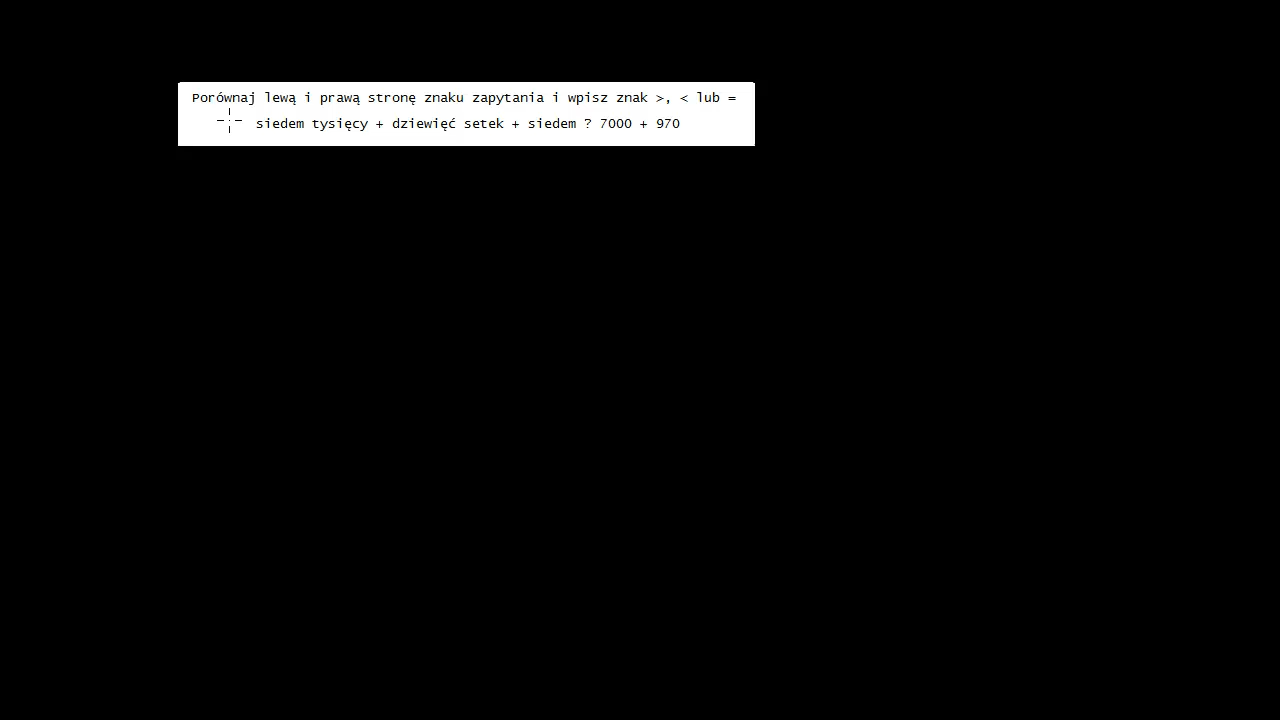 Porównaj lewą i prawą stronę znaku zapytania i wpisz znak >, < lub =
siedem tysięcy + dziewięć setek + siedem ? 7000 + 970